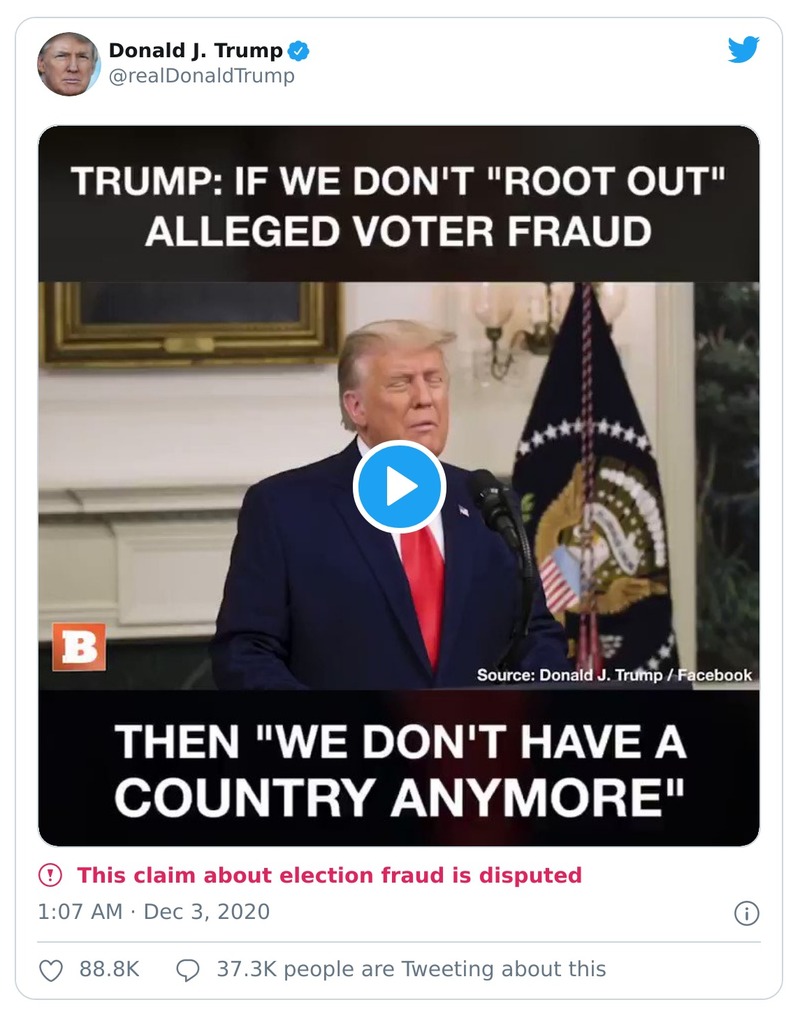 Donald J. Trump
@realDonaldTrump
TRUMP: IF WE DON'T "ROOT OUT"
ALLEGED VOTER FRAUD
B
Source: Donald J. Trump / Facebook
THEN "WE DON'T HAVE A
COUNTRY ANYMORE"
This claim about election fraud is disputed
1:07 AM · Dec 3, 2020
88.8K 37.3K people are Tweeting about this